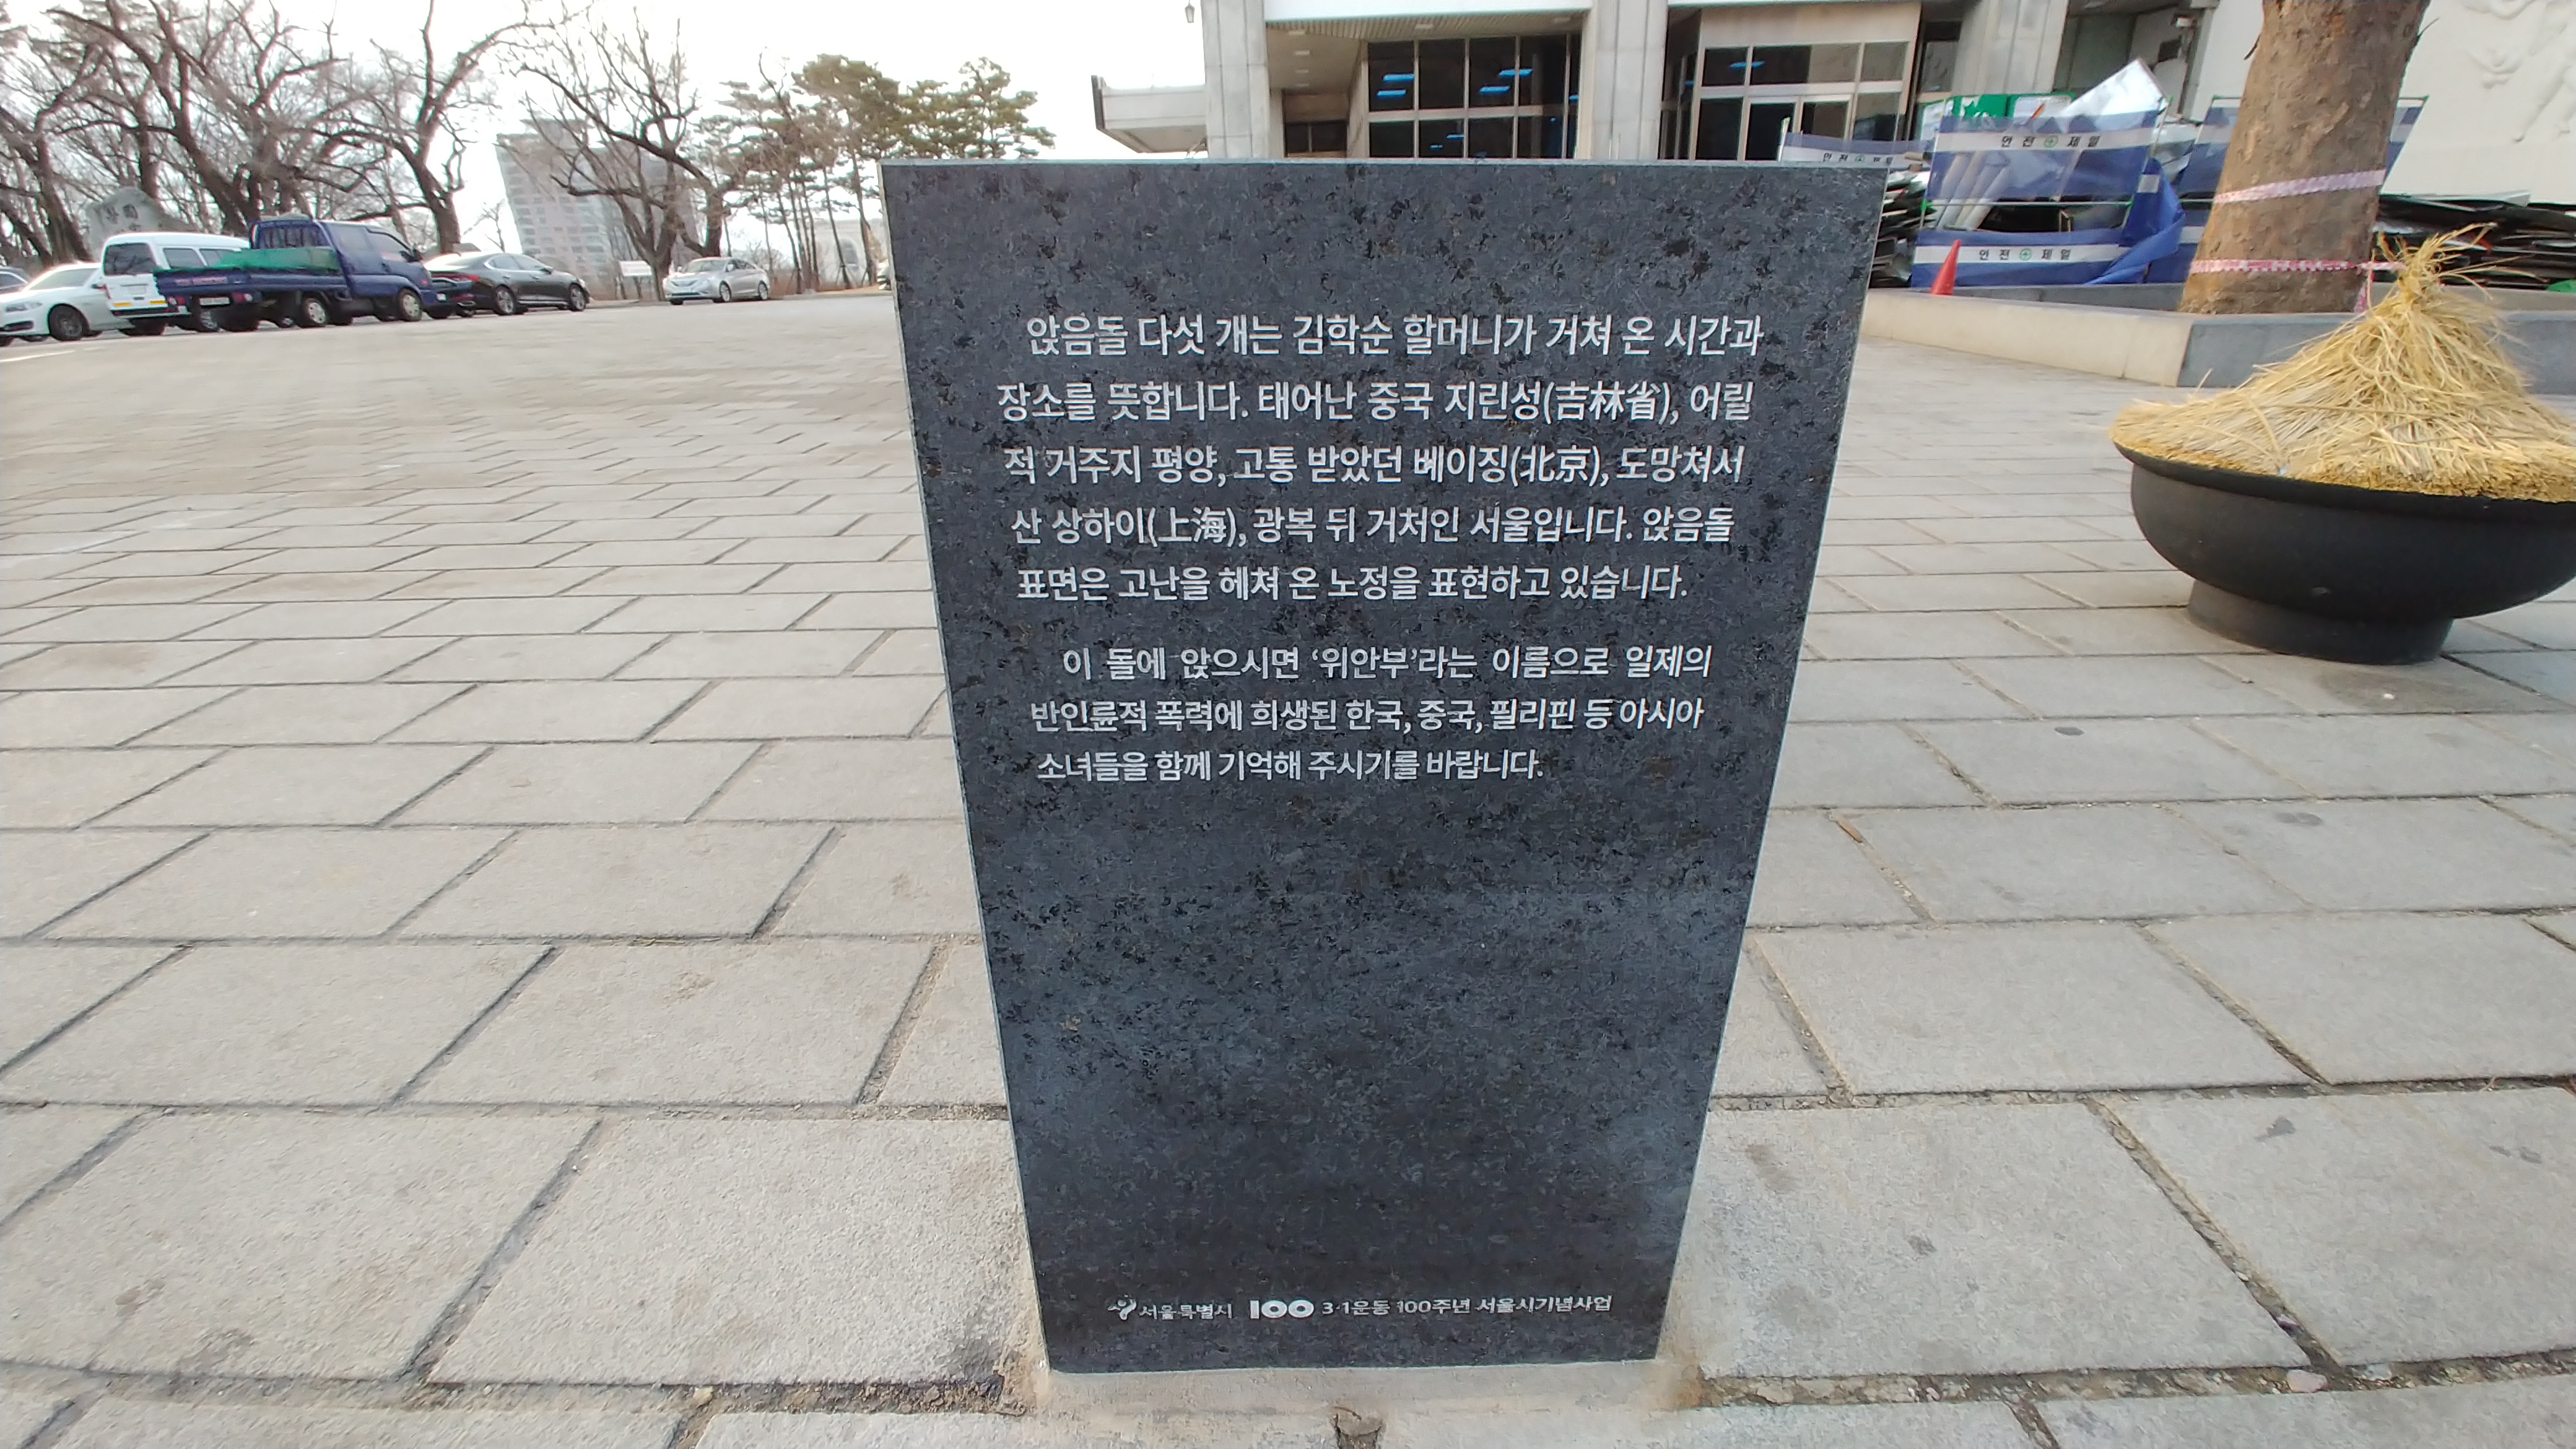 앉음돌 다섯 개는 김학순 할머니가 거쳐 온 시간과
장소를 뜻합니다. 태어난 중국 지린성(吉林省), 어릴
적 거주지 평양, 고통 받았던 베이징(北京), 도망쳐서
산 상하이(上海), 광복 뒤 거처인 서울입니다. 앉음돌
표면은 고난을 헤쳐 온 노정을 표현하고 있습니다.
이 돌에 앉으시면 ‘위안부’라는 이름으로 일제의
반인륜적 폭력에 희생된 한국, 중국, 필리핀 등 아시아
소녀들을 함께 기억해 주시기를 바랍니다.
서울특별시 100 3·1운동 100주년 서울시기념사업
안전제일
안전제일